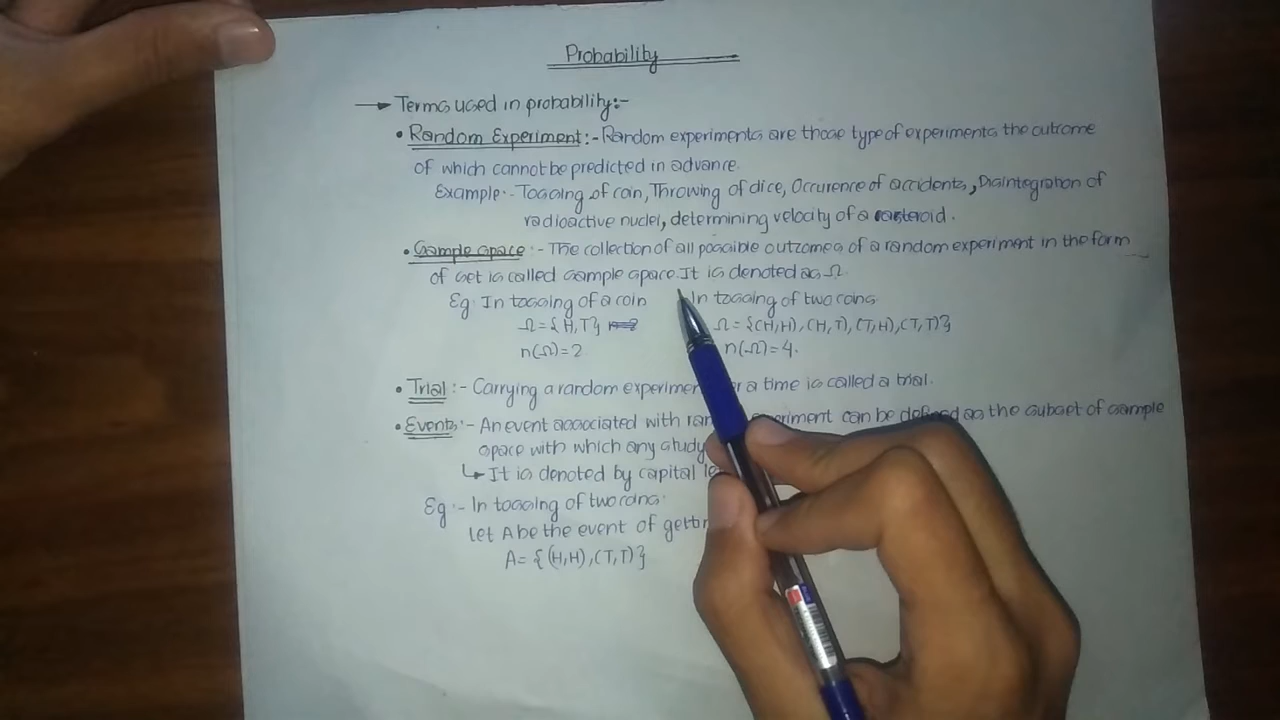 Probability
→ Terms used in probability:-
• Random Experiment:- Random experiments are those type of experiments the outcome
of which cannot be predicted in advance.
Example:- Tossing of coin, Throwing of dice, Occurence of accidents, Disintegration of
radioactive nuclei, determining velocity of a asteroid.
• Sample space:- The collection of all possible outcomes of a random experiment in the form
of set is called sample space. It is denoted as Ω.
Eg: In tossing of a coin In tossing of two coins.
Ω = {H,T} Ω = {(H,H), (H,T), (T,H), (T,T)}
n(Ω) = 2 n(Ω) = 4.
• Trial:- Carrying a random experiment a time is called a trial.
• Events:- An event associated with random experiment can be defined as the subset of sample
space with which any study
↳ It is denoted by capital
Eg:- In tossing of two coins.
Let A be the event of
A = {(H,H), (T,T)}